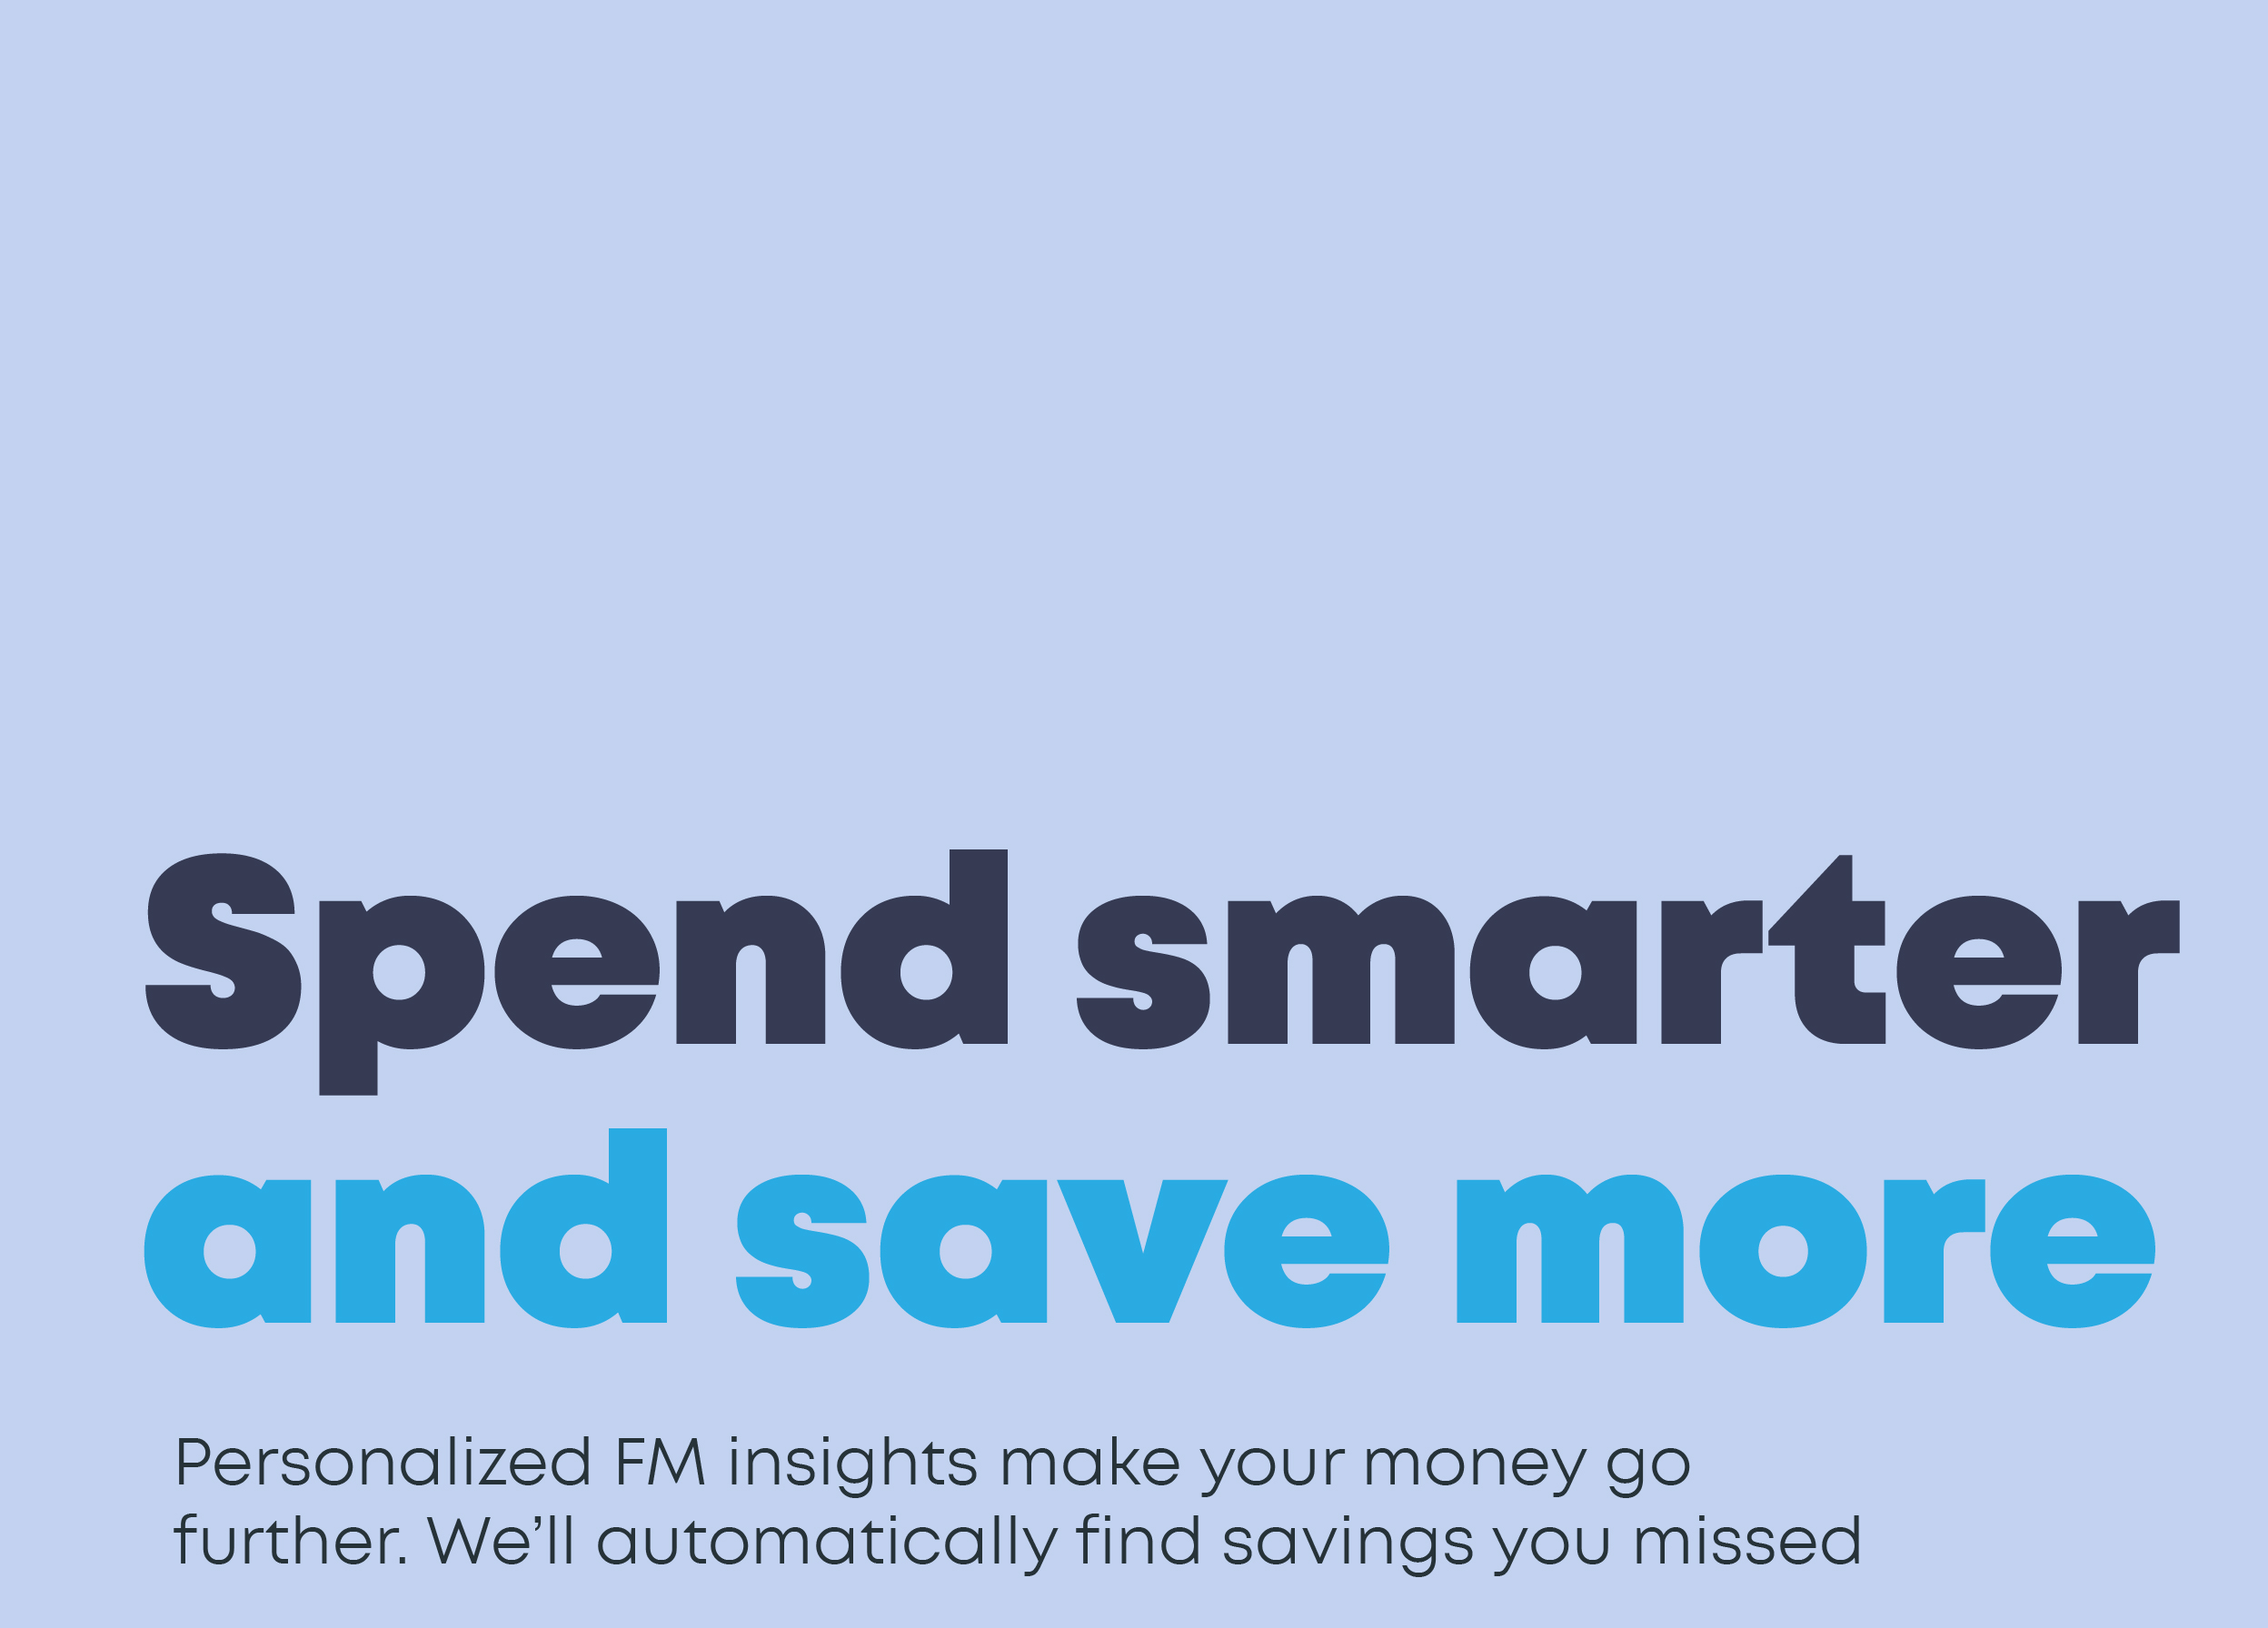 Spend smarter
and save more
Personalized FM insights make your money go
further. We’ll automatically find savings you missed